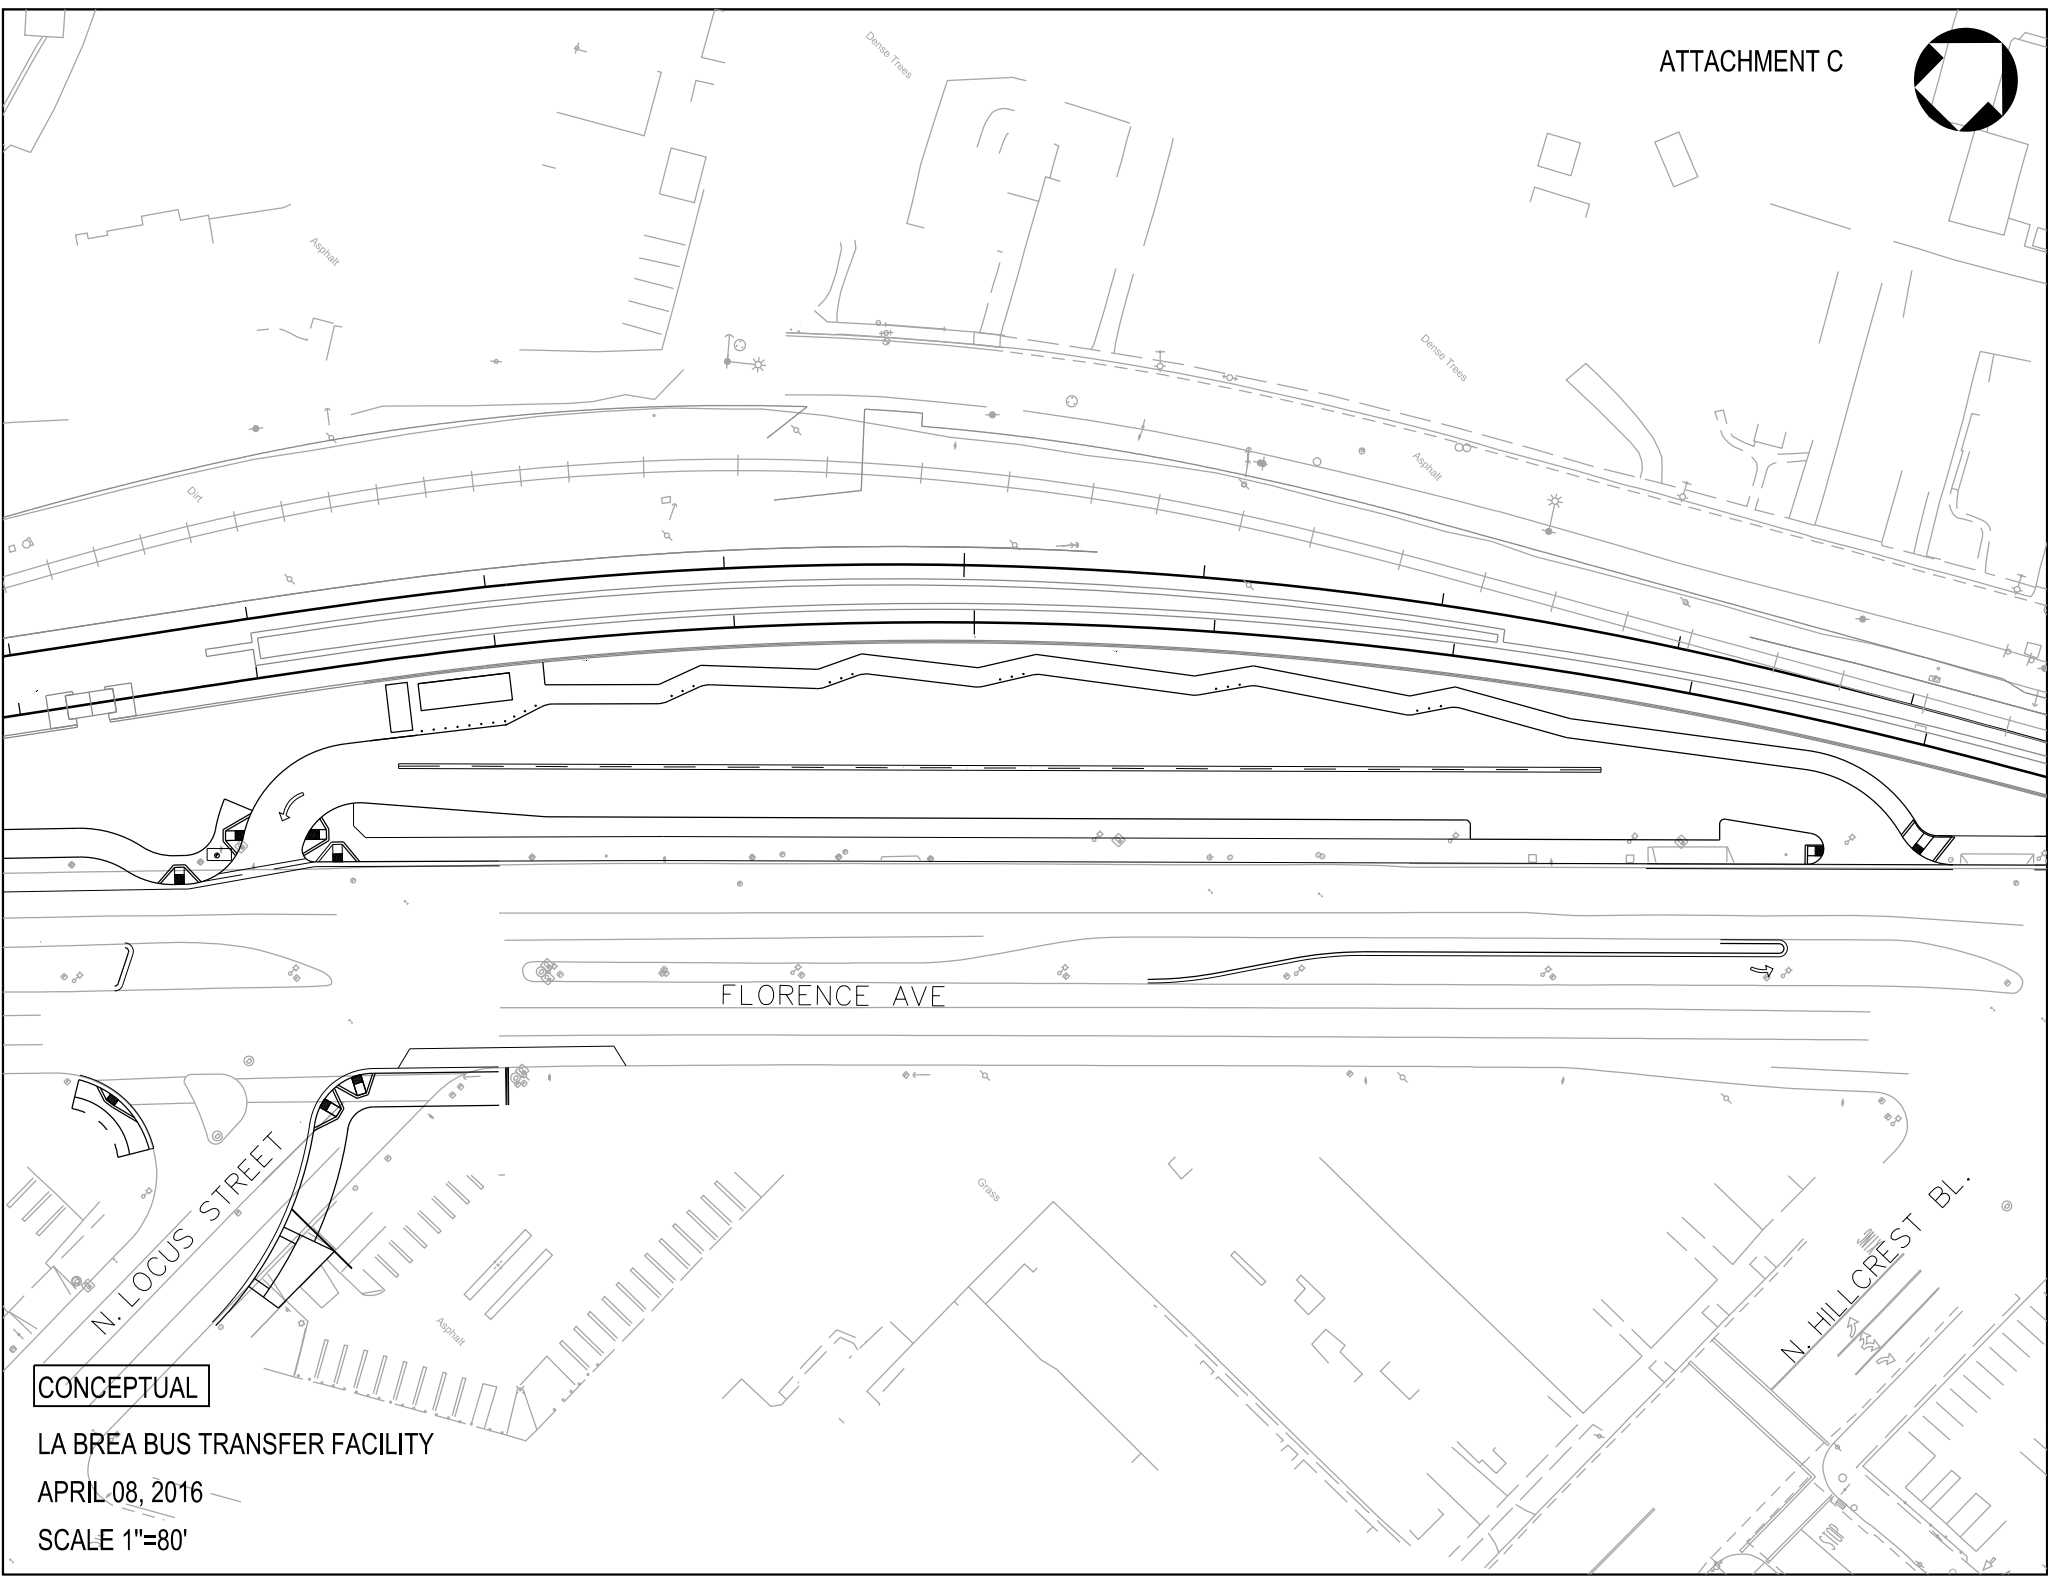 ATTACHMENT C
Dense Trees
Asphalt
Dense Trees
Asphalt
Dirt
FLORENCE AVE
Grass
N. LOCUS STREET
N. HILLCREST BL.
Asphalt
CONCEPTUAL
LA BREA BUS TRANSFER FACILITY
APRIL 08, 2016
SCALE 1"=80'
STOP